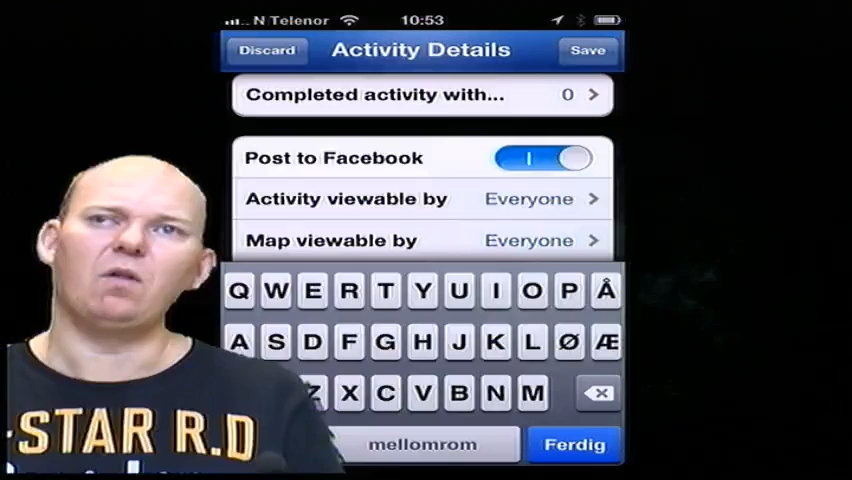 N Telenor 10:53
Discard Activity Details Save
Completed activity with... 0
Post to Facebook
Activity viewable by Everyone
Map viewable by Everyone
Q W E R T Y U I O P Å
A S D F G H J K L Ø Æ
Z X C V B N M
mellomrom Ferdig
-STAR R.D